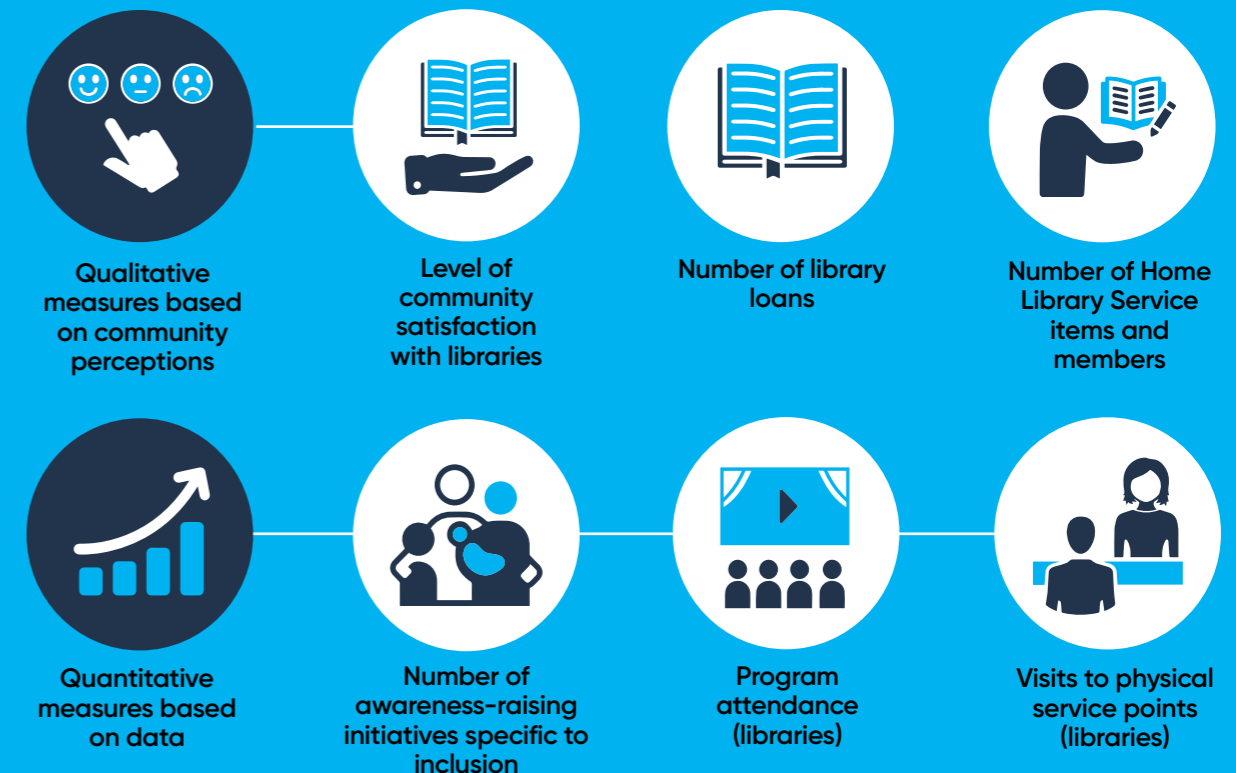 Qualitative
measures based
on community
perceptions
Level of
community
satisfaction
with libraries
Number of library
loans
Number of Home
Library Service
items and
members
Quantitative
measures based
on data
Number of
awareness-raising
initiatives specific to
inclusion
Program
attendance
(libraries)
Visits to physical
service points
(libraries)